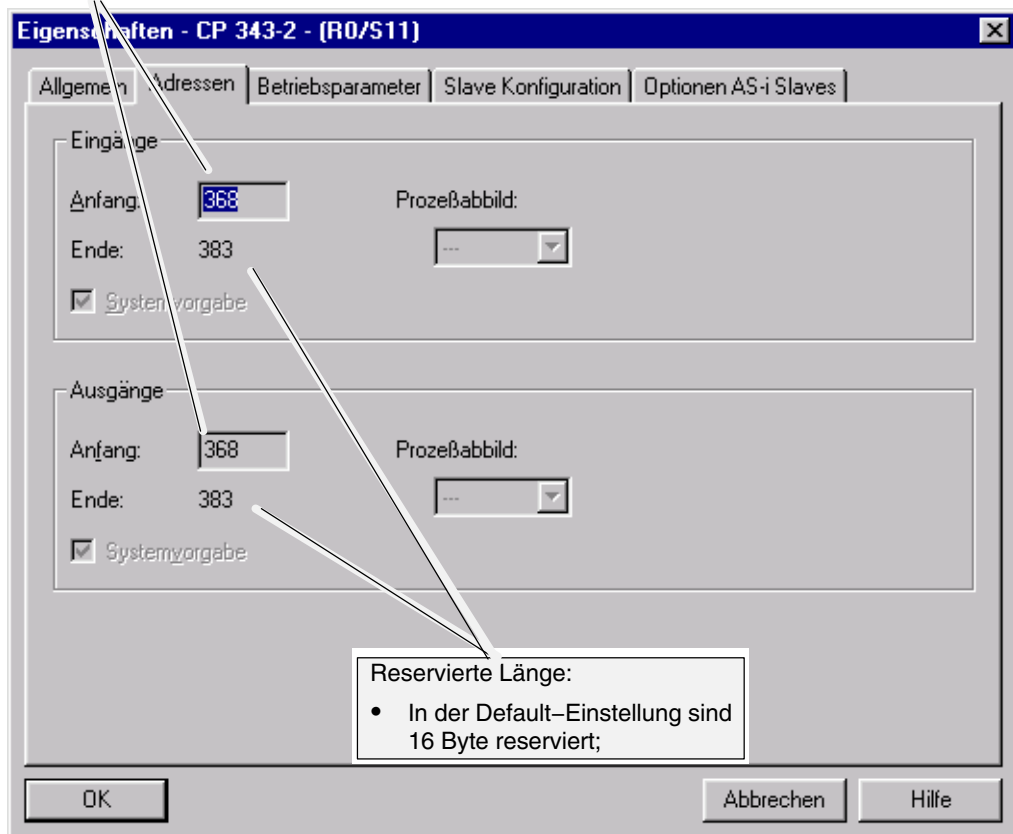 Eigenschaften - CP 343-2 - (R0/S11)
Allgemein Adressen Betriebsparameter Slave Konfiguration Optionen AS-i Slaves
Eingänge
Anfang: 368 Prozeßabbild:
Ende: 383 ---
Systemvorgabe
Ausgänge
Anfang: 368 Prozeßabbild:
Ende: 383 ---
Systemvorgabe
Reservierte Länge:
• In der Default–Einstellung sind
16 Byte reserviert;
OK Abbrechen Hilfe